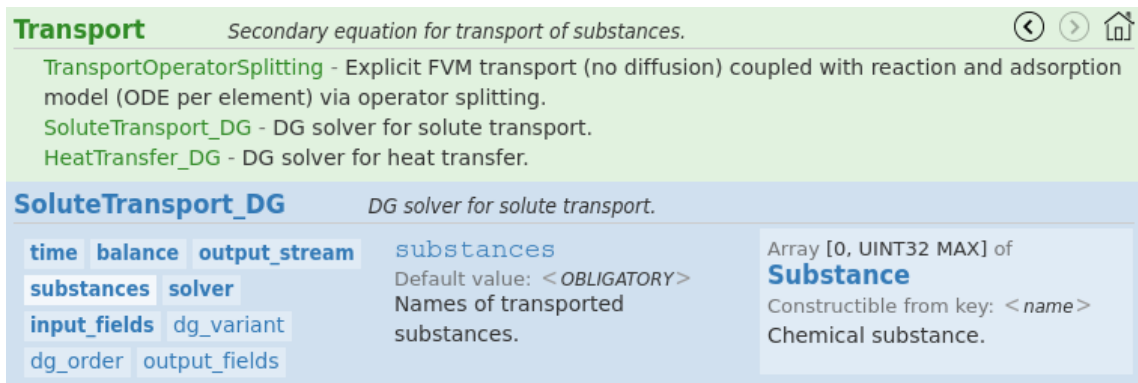 Transport Secondary equation for transport of substances.
TransportOperatorSplitting - Explicit FVM transport (no diffusion) coupled with reaction and adsorption
model (ODE per element) via operator splitting.
SoluteTransport_DG - DG solver for solute transport.
HeatTransfer_DG - DG solver for heat transfer.
SoluteTransport_DG DG solver for solute transport.
time balance output_stream
substances solver
input_fields dg_variant
dg_order output_fields
substances
Default value: <OBLIGATORY>
Names of transported
substances.
Array [0, UINT32 MAX] of
Substance
Constructible from key: <name>
Chemical substance.